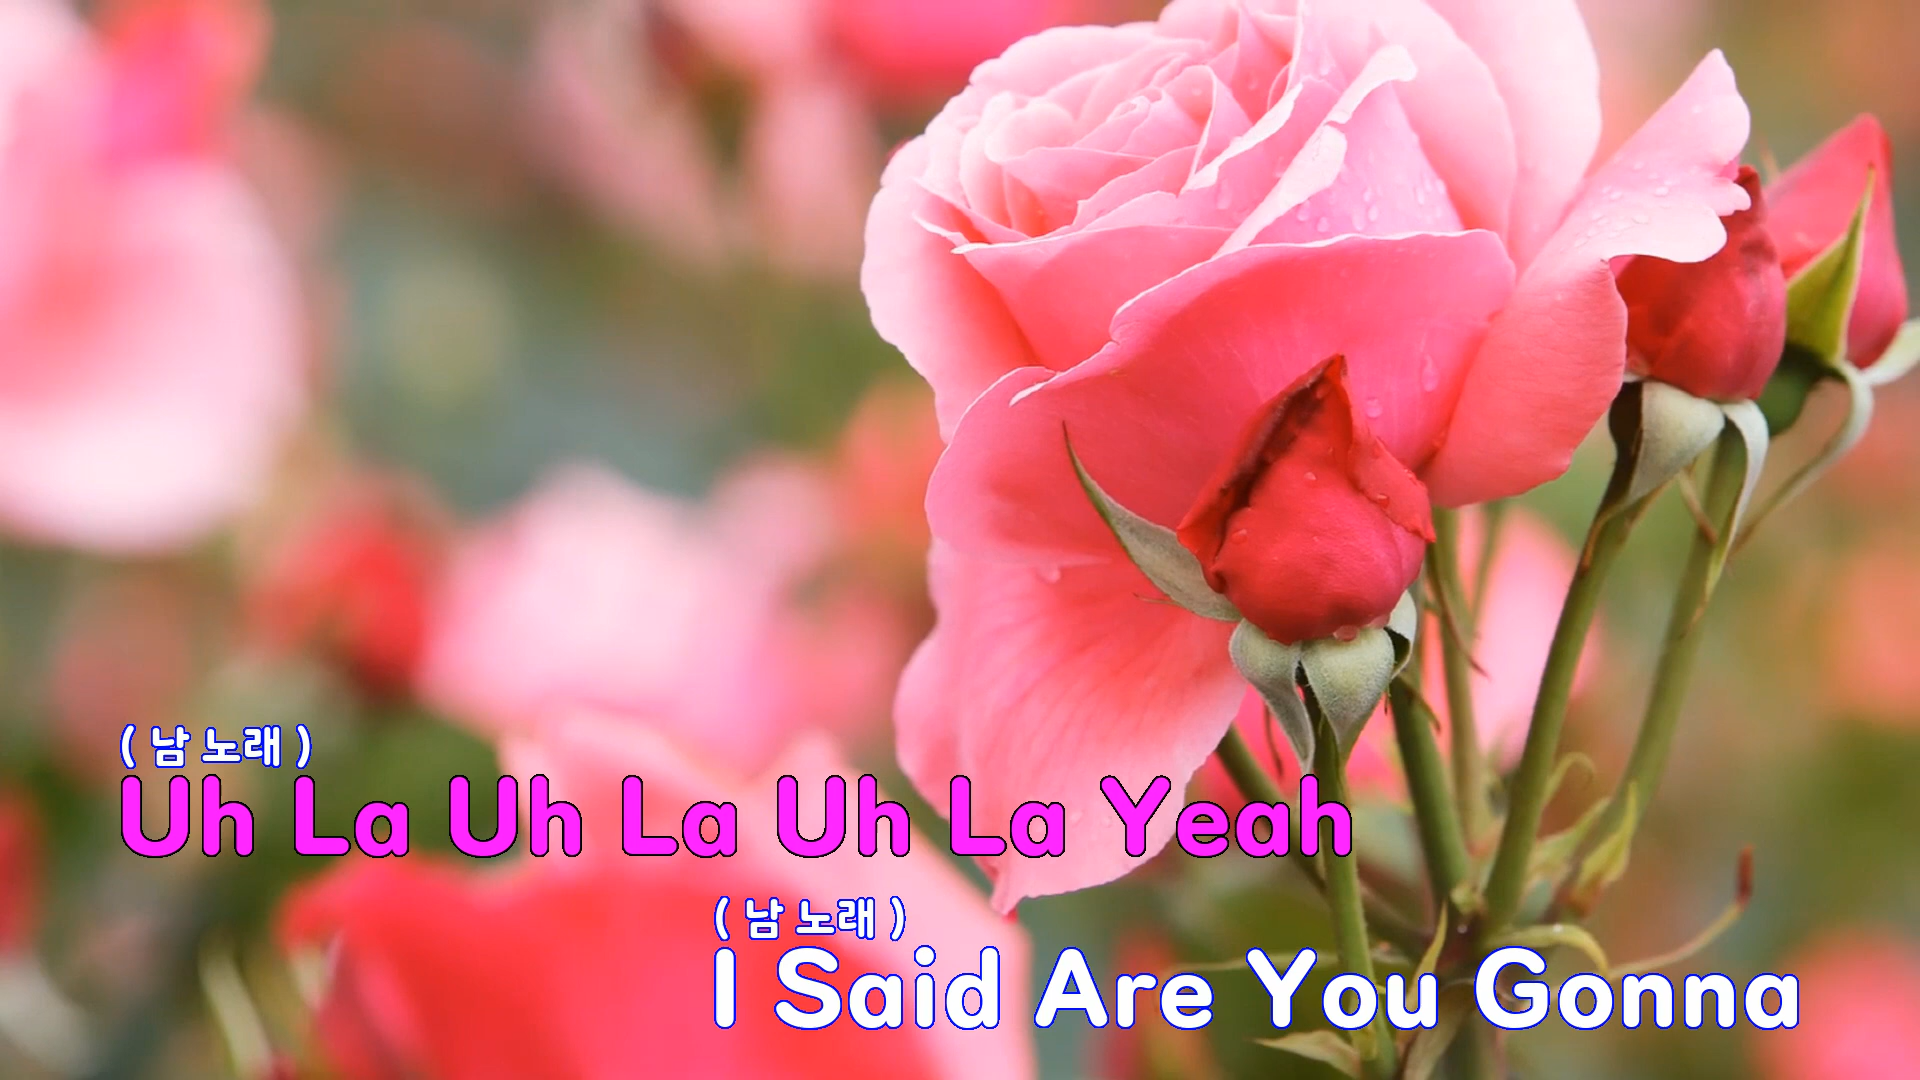 ( 남 노래 )
Uh La Uh La Uh La Yeah
( 남 노래 )
I Said Are You Gonna